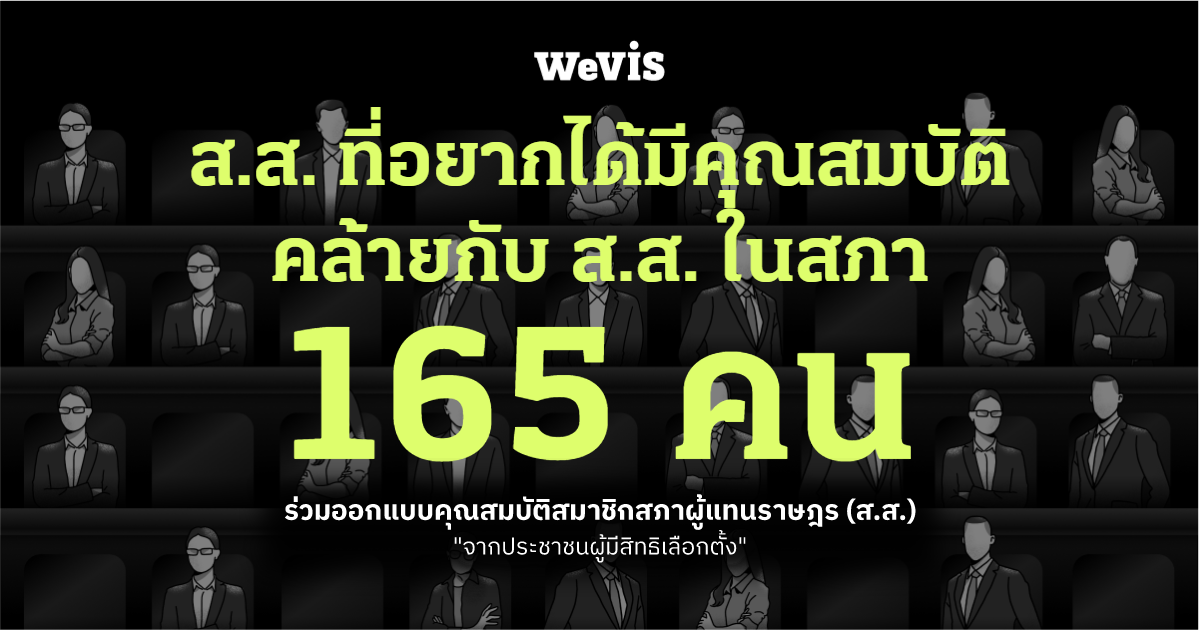 WeVIS
ส.ส. ที่อยากได้มีคุณสมบัติ
คล้ายกับ ส.ส. ในสภา
165 คน
ร่วมออกแบบคุณสมบัติสมาชิกสภาผู้แทนราษฎร (ส.ส.)
"จากประชาชนผู้มีสิทธิเลือกตั้ง"